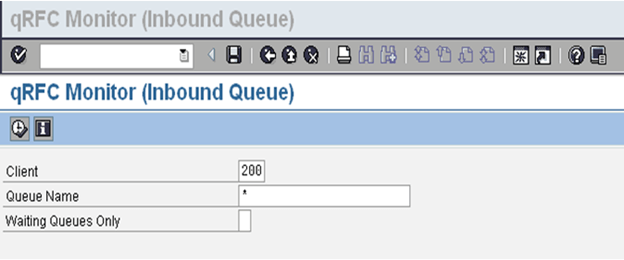 qRFC Monitor (Inbound Queue)
qRFC Monitor (Inbound Queue)
Client 200
Queue Name *
Waiting Queues Only